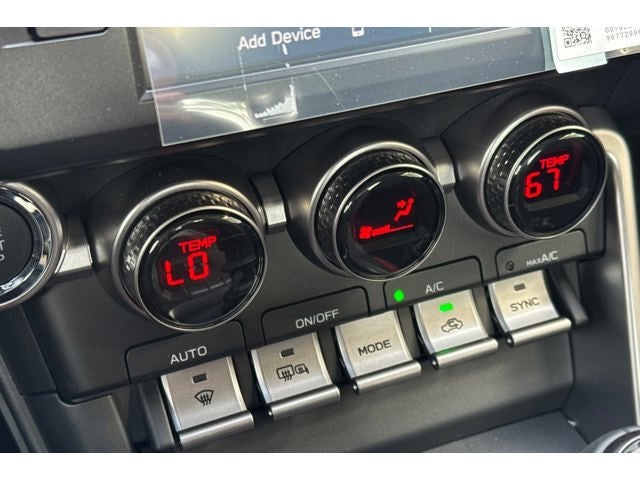 Add Device
TEMP
LO
TEMP
67
AUTO
ON/OFF
A/C
MAX A/C
MODE
SYNC